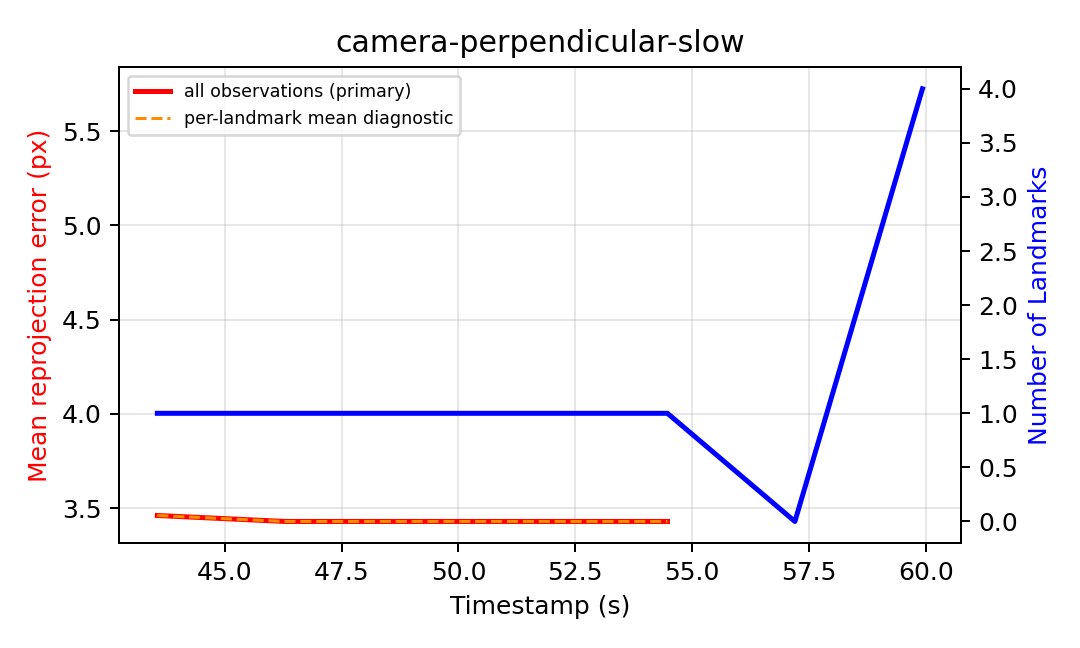 camera-perpendicular-slow
all observations (primary)
per-landmark mean diagnostic
Mean reprojection error (px)
5.5
5.0
4.5
4.0
3.5
4.0
3.5
3.0
2.5
2.0
1.5
1.0
0.5
0.0
Number of Landmarks
45.0 47.5 50.0 52.5 55.0 57.5 60.0
Timestamp (s)